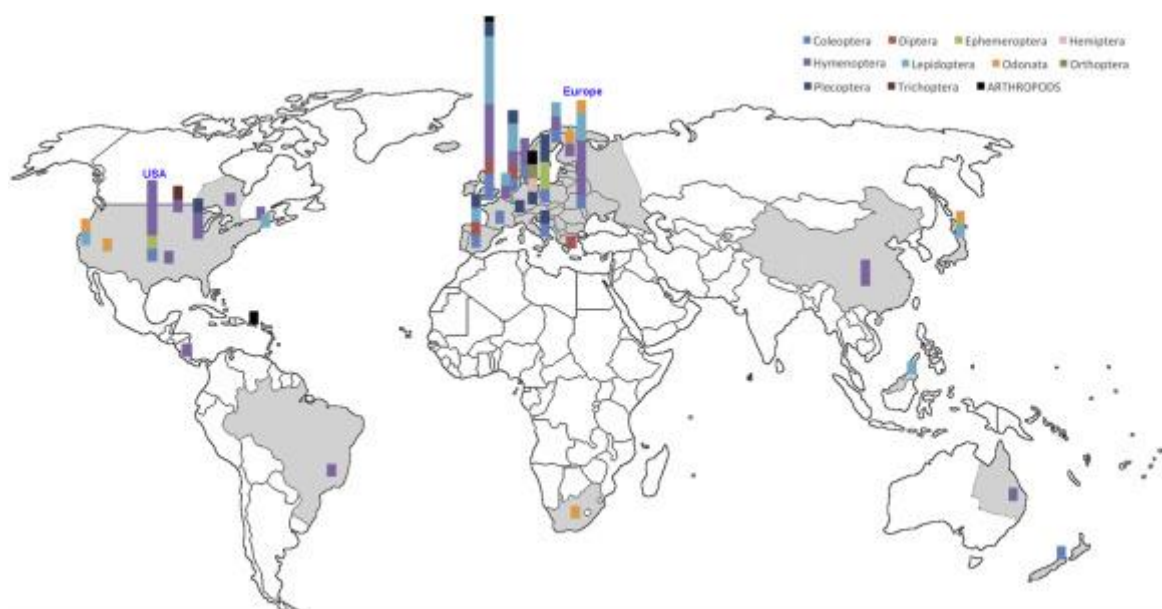 Coleoptera Diptera Ephemeroptera Hemiptera
Hymenoptera Lepidoptera Odonata Orthoptera
Plecoptera Trichoptera ARTHROPODS
Europe
USA